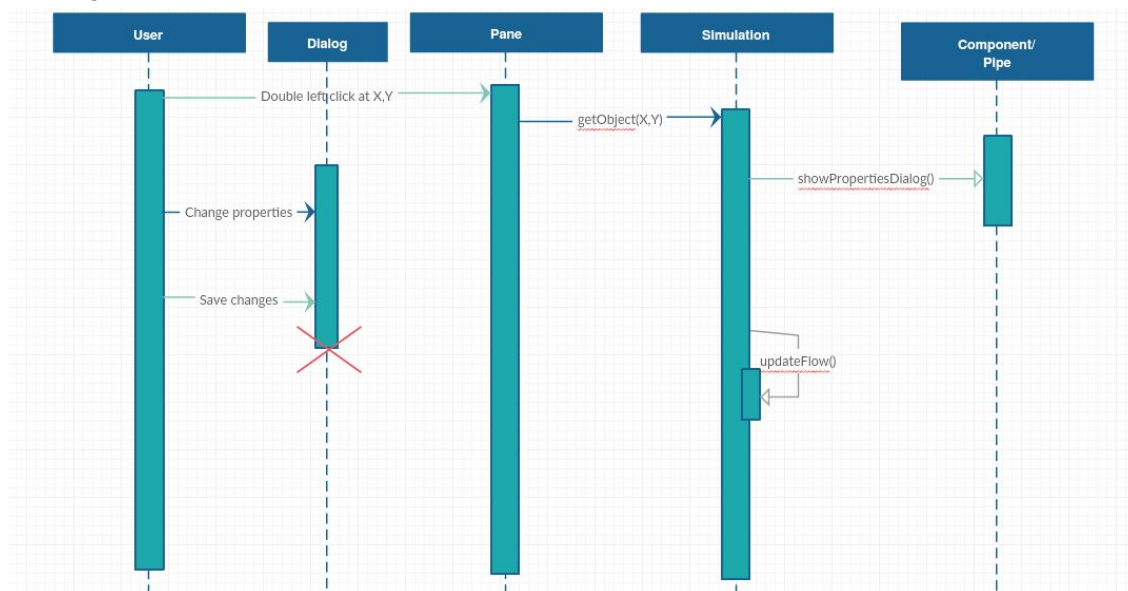 User
Dialog
Pane
Simulation
Component/
Pipe
Double left click at X,Y
getObject(X,Y)
showPropertiesDialog()
Change properties
Save changes
updateFlow()